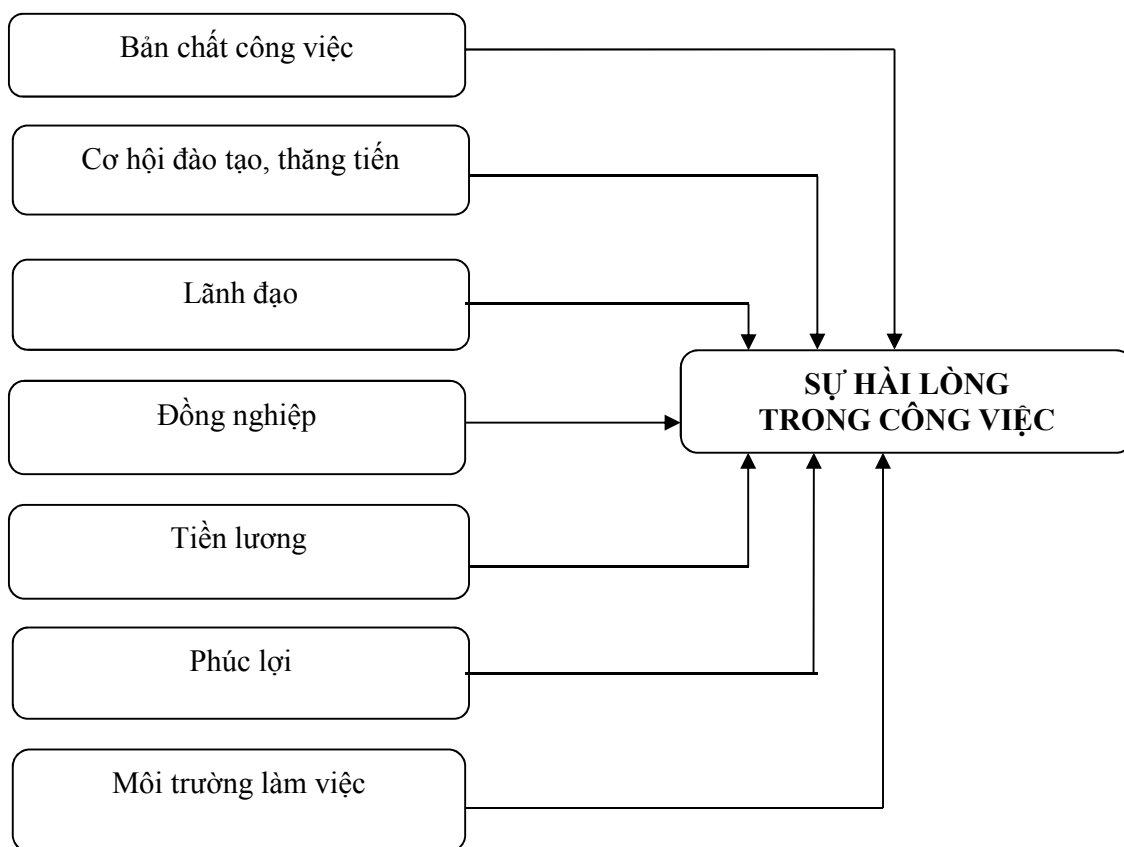 Bản chất công việc
Cơ hội đào tạo, thăng tiến
Lãnh đạo
Đồng nghiệp
Tiền lương
Phúc lợi
Môi trường làm việc
SỰ HÀI LÒNG
TRONG CÔNG VIỆC